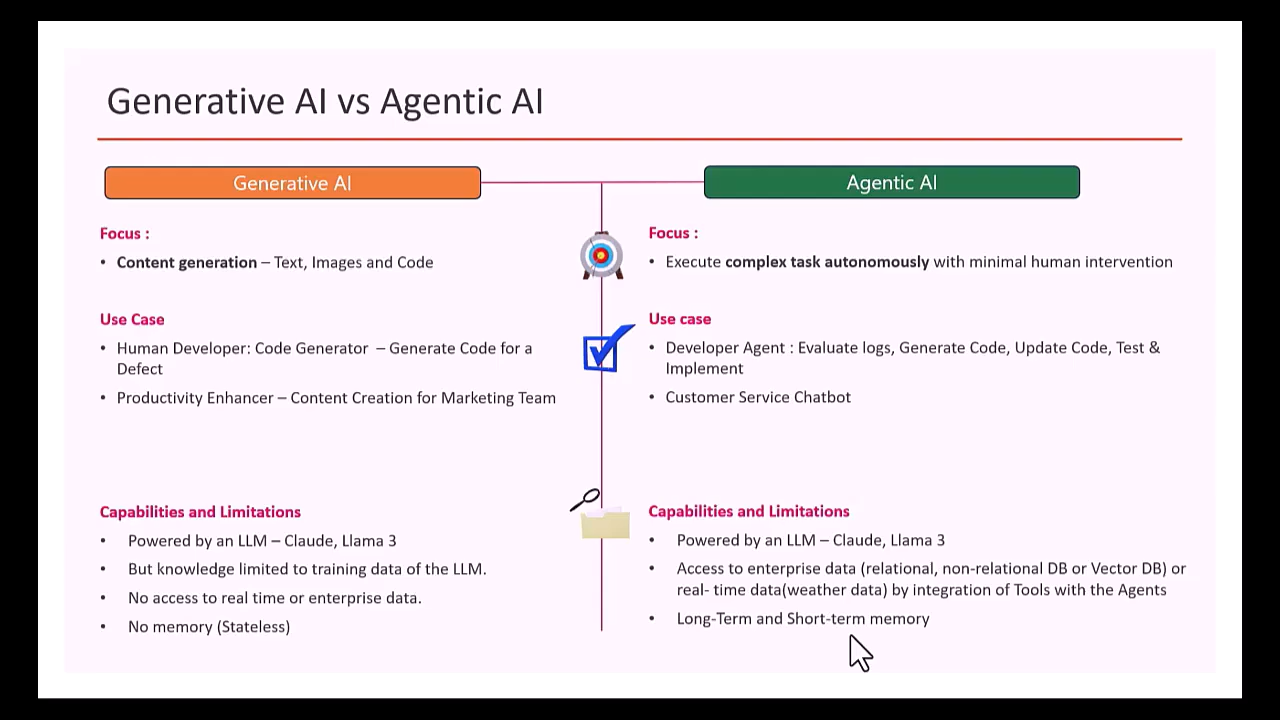 Generative AI vs Agentic AI
Generative AI
Focus :
• Content generation – Text, Images and Code
Use Case
• Human Developer: Code Generator – Generate Code for a
Defect
• Productivity Enhancer – Content Creation for Marketing Team
Capabilities and Limitations
• Powered by an LLM – Claude, Llama 3
• But knowledge limited to training data of the LLM.
• No access to real time or enterprise data.
• No memory (Stateless)
Agentic AI
Focus :
• Execute complex task autonomously with minimal human intervention
Use case
• Developer Agent : Evaluate logs, Generate Code, Update Code, Test &
Implement
• Customer Service Chatbot
Capabilities and Limitations
• Powered by an LLM – Claude, Llama 3
• Access to enterprise data (relational, non-relational DB or Vector DB) or
real- time data(weather data) by integration of Tools with the Agents
• Long-Term and Short-term memory